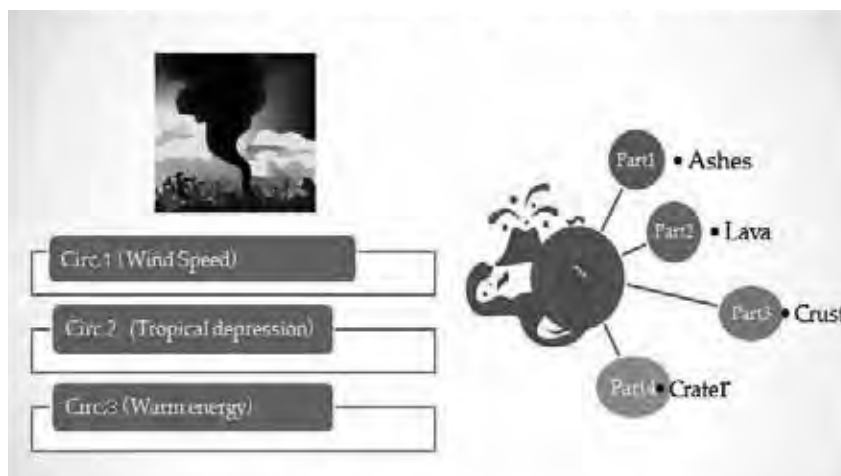 Circ.1 (Wind Speed)
Circ.2 (Tropical depression)
Circ.3 (Warm energy)
Part1 • Ashes
Part2 • Lava
Part3 • Crust
Part4 • Crater